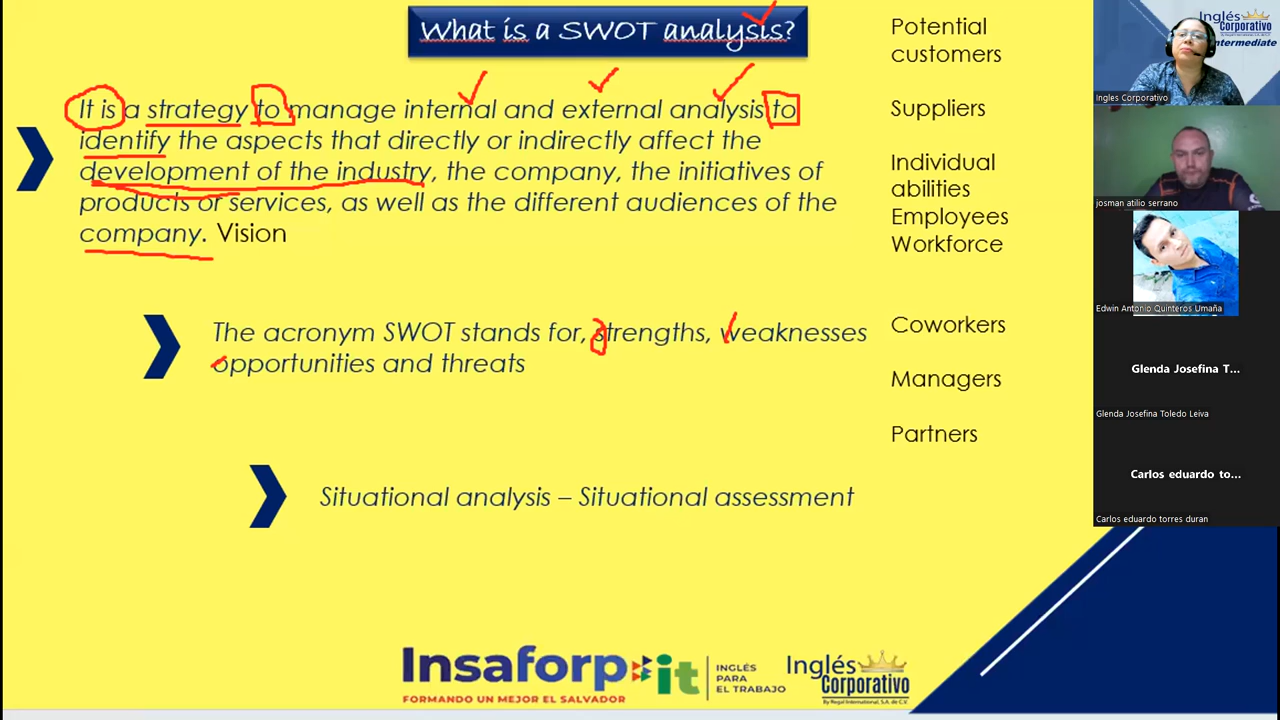 What is a SWOT analysis?
It is a strategy to manage internal and external analysis to
identify the aspects that directly or indirectly affect the
development of the industry, the company, the initiatives of
products or services, as well as the different audiences of the
company. Vision
The acronym SWOT stands for, strengths, weaknesses
opportunities and threats
Situational analysis – Situational assessment
Potential
customers
Suppliers
Individual
abilities
Employees
Workforce
Coworkers
Managers
Partners
Inglés
Corporativo
Intermediate
Ingles Corporativo
josman atilio serrano
Edwin Antonio Quinteros Umaña
Glenda Josefina T...
Glenda Josefina Toledo Leiva
Carlos eduardo to...
Carlos eduardo torres duran
Insaforp it
FORMANDO UN MEJOR EL SALVADOR
INGLÉS
PARA
EL TRABAJO
Inglés
Corporativo
By Regal International, S.A. de C.V.